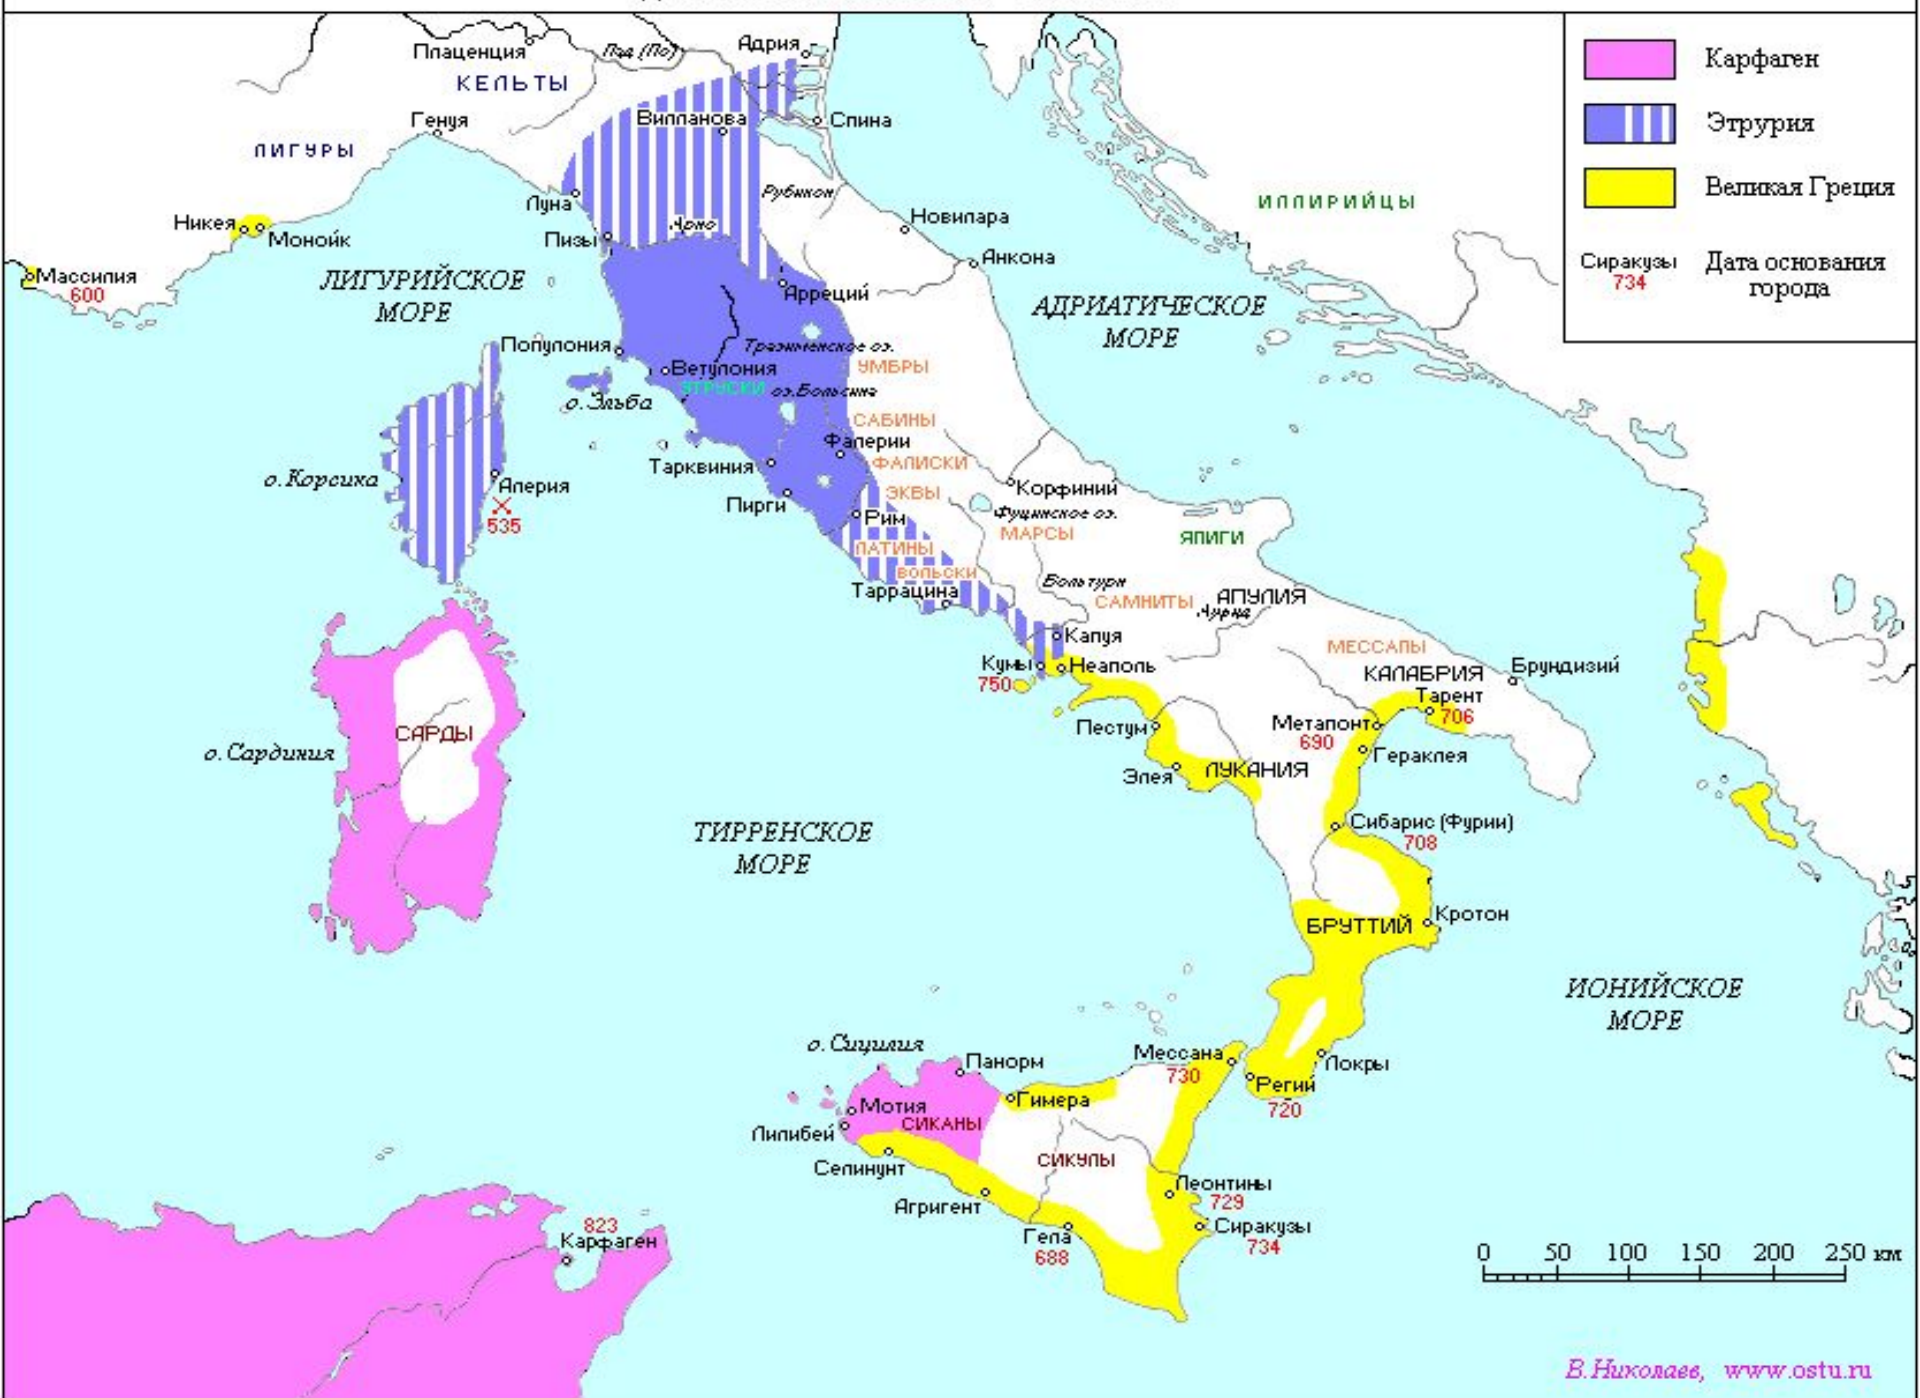 Плаценция
Пад (По)
Адрия
КЕЛЬТЫ
Генуя
Вилланова
Спина
ЛИГУРЫ
Рубикон
Луна
Арно
Новилара
Никея
Монойк
Пизы
Анкона
ИЛЛИРИЙЦЫ
Массилия
600
ЛИГУРИЙСКОЕ
МОРЕ
Арреций
АДРИАТИЧЕСКОЕ
МОРЕ
Популония
Тразименское оз.
Ветулония
УМБРЫ
ЭТРУСКИ
оз.Больсина
о.Эльба
САБИНЫ
Фалерии
Тарквиния
ФАЛИСКИ
о.Корсика
Алерия
535
Пирги
ЭКВЫ
Корфиний
Рим
Фуцинское оз.
МАРСЫ
ЯПИГИ
ЛАТИНЫ
ВОЛЬСКИ
Таррацина
Вольтурн
САМНИТЫ
АПУЛИЯ
Ауфид
Капуя
МЕССАПЫ
Кумы
750
Неаполь
КАЛАБРИЯ
Брундизий
Тарент
706
Пестум
Метапонт
690
Гераклея
САРДЫ
о.Сардиния
Элея
ЛУКАНИЯ
Сибарис (Фурии)
708
ТИРРЕНСКОЕ
МОРЕ
БРУТТИЙ
Кротон
ИОНИЙСКОЕ
МОРЕ
о.Сицилия
Панорм
Мессана
730
Локры
Регий
720
Мотия
Гимера
СИКАНЫ
Лилибей
Селинунт
СИКУЛЫ
Агригент
Леонтины
729
Гела
688
Сиракузы
734
823
Карфаген
Карфаген
Этрурия
Великая Греция
Сиракузы
734
Дата основания
города
0 50 100 150 200 250 км
В.Николаев, www.ostu.ru